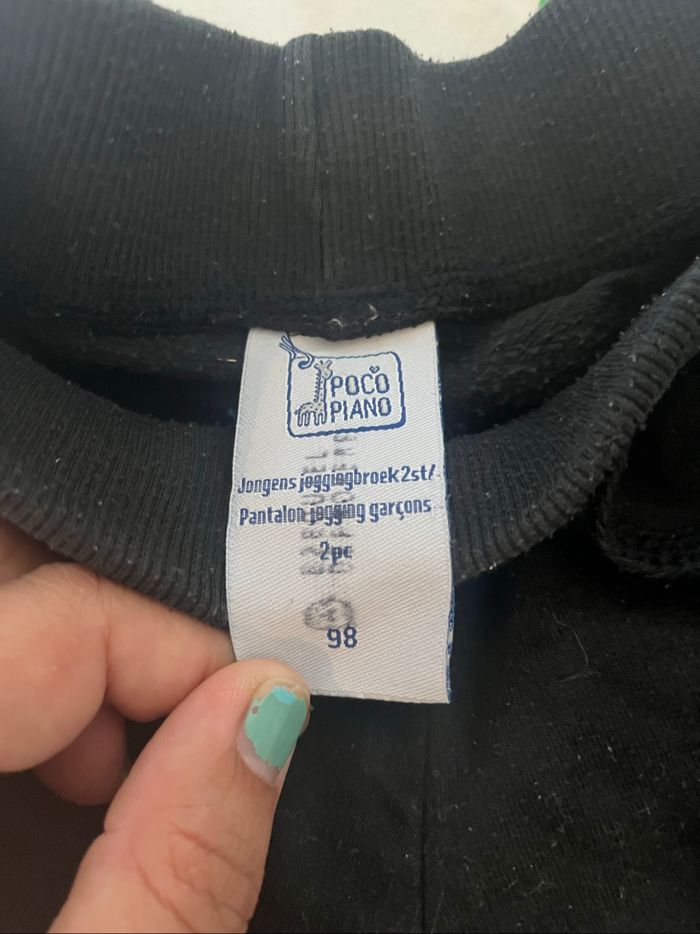 POCO
PIANO
Jongens joggingbroek 2st/
Pantalon jogging garçons
2pc
98